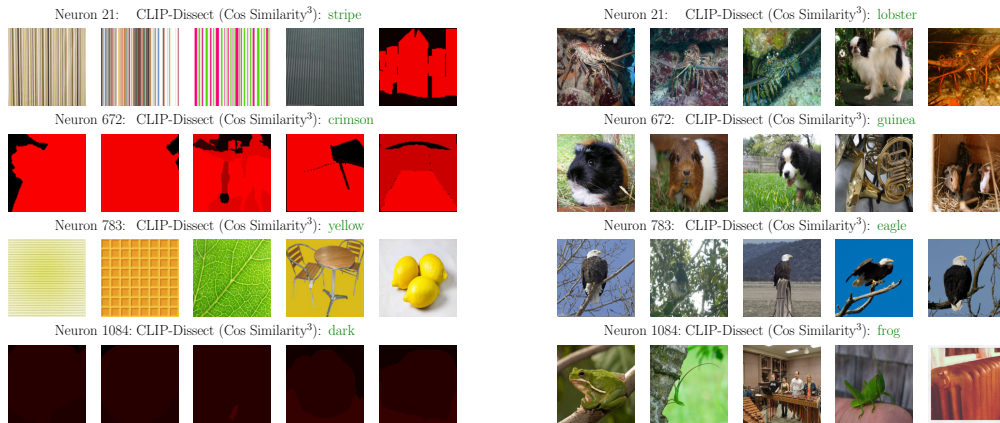 Neuron 21: CLIP-Dissect (Cos Similarity³): stripe
Neuron 672: CLIP-Dissect (Cos Similarity³): crimson
Neuron 783: CLIP-Dissect (Cos Similarity³): yellow
Neuron 1084: CLIP-Dissect (Cos Similarity³): dark
Neuron 21: CLIP-Dissect (Cos Similarity³): lobster
Neuron 672: CLIP-Dissect (Cos Similarity³): guinea
Neuron 783: CLIP-Dissect (Cos Similarity³): eagle
Neuron 1084: CLIP-Dissect (Cos Similarity³): frog